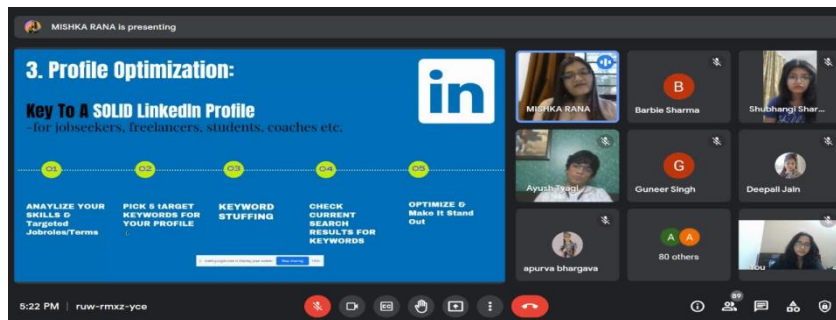 MISHKA RANA is presenting
3. Profile Optimization:
in
Key To A SOLID LinkedIn Profile
-for jobseekers, freelancers, students, coaches etc.
01
02
03
04
05
ANAYLIZE YOUR
SKILLS &
Targeted
Jobroles/Terms
PICK 5 tARGET
KEYWORDS FOR
YOUR PROFILE
KEYWORD
STUFFING
CHECK
CURRENT
SEARCH
RESULTS FOR
KEYWORDS
OPTIMIZE &
Make It Stand
Out
MISHKA RANA
B
Barbie Sharma
Shubhangi Shar...
Ayush Tyagi
G
Guneer Singh
Deepali Jain
apurva bhargava
A A
80 others
You
5:22 PM | ruw-rmxz-yce
CC
89